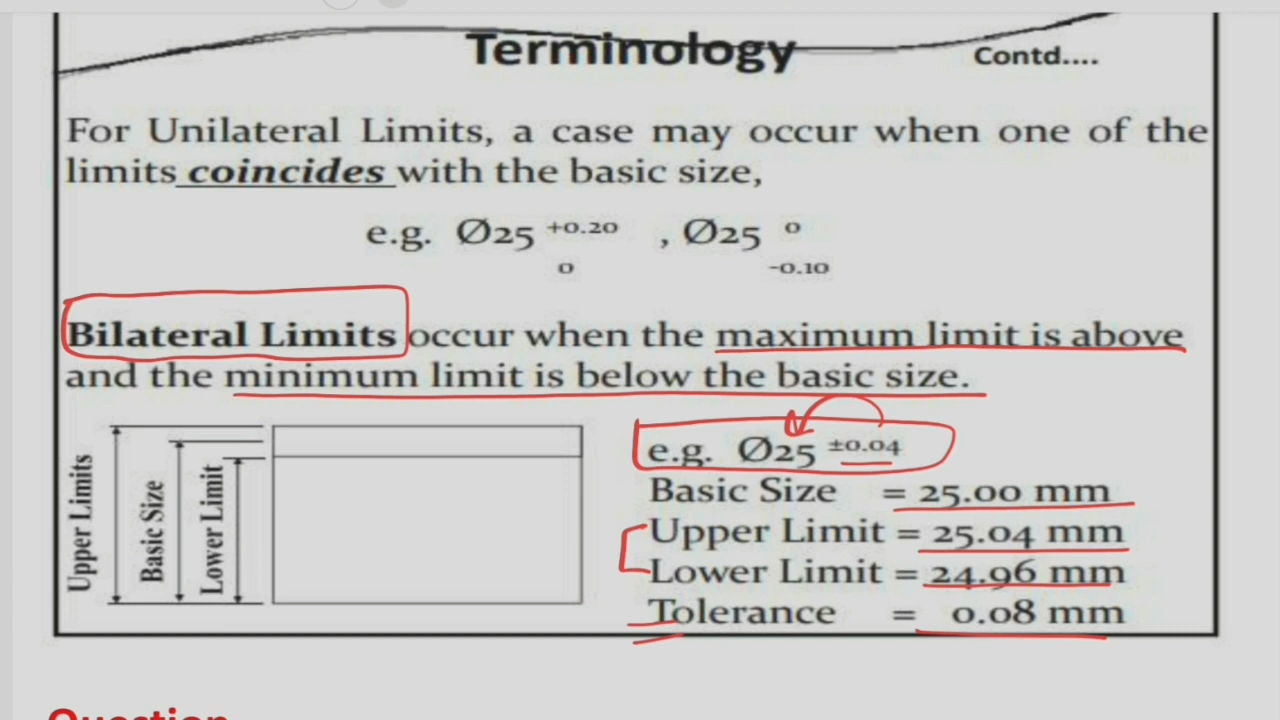 Terminology
Contd....
For Unilateral Limits, a case may occur when one of the
limits coincides with the basic size,
e.g. Ø25 +0.20 , Ø25 0
0 -0.10
Bilateral Limits occur when the maximum limit is above
and the minimum limit is below the basic size.
Upper Limits
Basic Size
Lower Limit
e.g. Ø25 ±0.04
Basic Size = 25.00 mm
Upper Limit = 25.04 mm
Lower Limit = 24.96 mm
Tolerance = 0.08 mm
Question